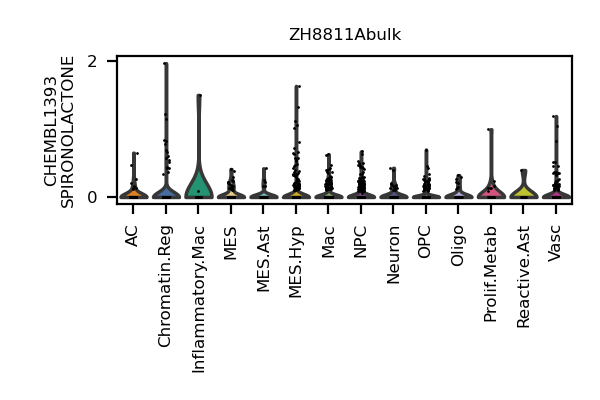 ZH8811Abulk
CHEMBL1393
SPIRONOLACTONE
2
0
AC
Chromatin.Reg
Inflammatory.Mac
MES
MES.Ast
MES.Hyp
Mac
NPC
Neuron
OPC
Oligo
Prolif.Metab
Reactive.Ast
Vasc